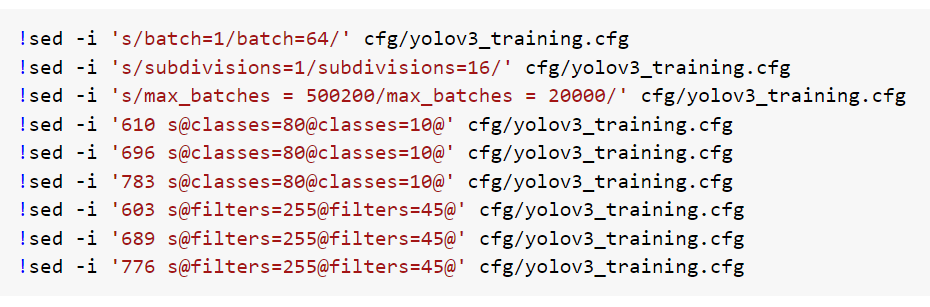 !sed -i 's/batch=1/batch=64/' cfg/yolov3_training.cfg
!sed -i 's/subdivisions=1/subdivisions=16/' cfg/yolov3_training.cfg
!sed -i 's/max_batches = 500200/max_batches = 20000/' cfg/yolov3_training.cfg
!sed -i '610 s@classes=80@classes=10@' cfg/yolov3_training.cfg
!sed -i '696 s@classes=80@classes=10@' cfg/yolov3_training.cfg
!sed -i '783 s@classes=80@classes=10@' cfg/yolov3_training.cfg
!sed -i '603 s@filters=255@filters=45@' cfg/yolov3_training.cfg
!sed -i '689 s@filters=255@filters=45@' cfg/yolov3_training.cfg
!sed -i '776 s@filters=255@filters=45@' cfg/yolov3_training.cfg